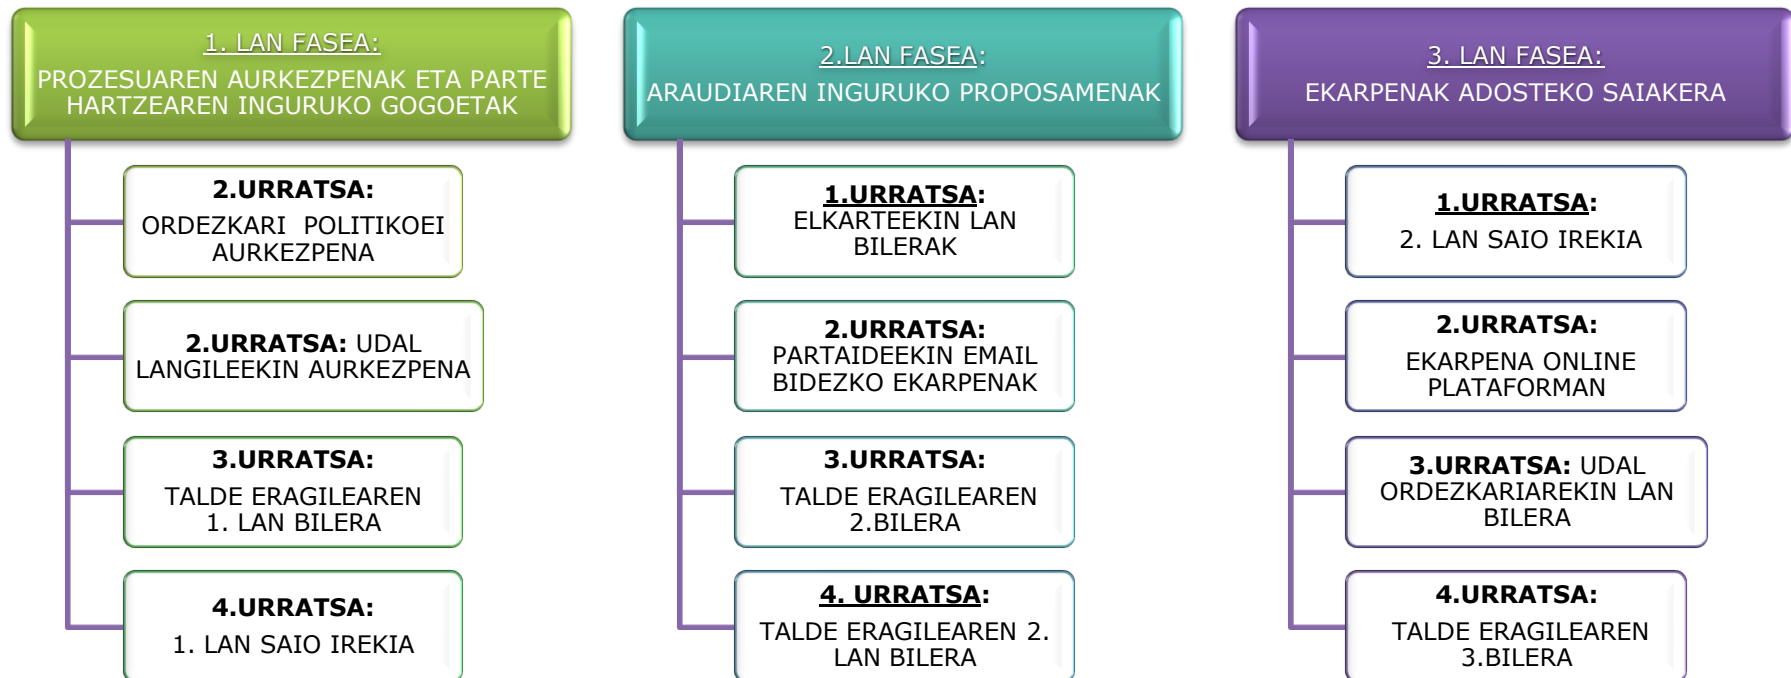 1. LAN FASEA:
PROZESUAREN AURKEZPENAK ETA PARTE
HARTZEAREN INGURUKO GOGOETAK
2.URRATSA:
ORDEZKARI POLITIKOEI
AURKEZPENA
2.URRATSA: UDAL
LANGILEEKIN AURKEZPENA
3.URRATSA:
TALDE ERAGILEAREN
1. LAN BILERA
4.URRATSA:
1. LAN SAIO IREKIA
2.LAN FASEA:
ARAUDIAREN INGURUKO PROPOSAMENAK
1.URRATSA:
ELKARTEEKIN LAN
BILERAK
2.URRATSA:
PARTAIDEEKIN EMAIL
BIDEZKO EKARPENAK
3.URRATSA:
TALDE ERAGILEAREN
2.BILERA
4. URRATSA:
TALDE ERAGILEAREN 2.
LAN BILERA
3. LAN FASEA:
EKARPENAK ADOSTEKO SAIAKERA
1.URRATSA:
2. LAN SAIO IREKIA
2.URRATSA:
EKARPENA ONLINE
PLATAFORMAN
3.URRATSA: UDAL
ORDEZKARIAREKIN LAN
BILERA
4.URRATSA:
TALDE ERAGILEAREN
3.BILERA